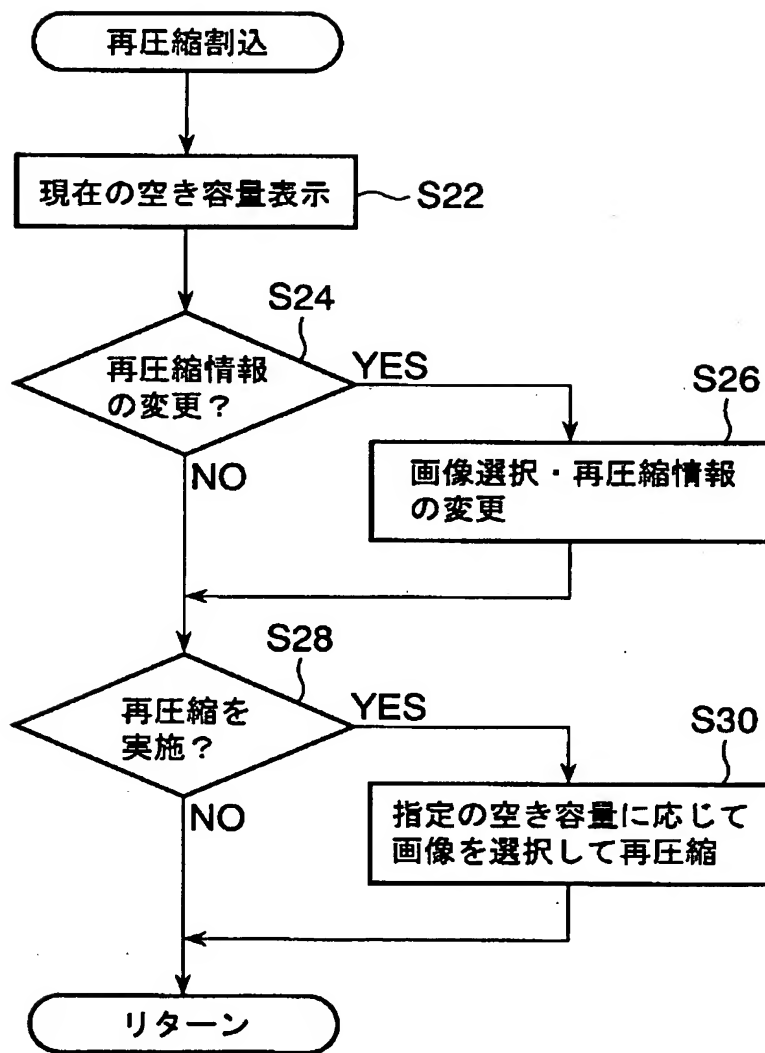 再圧縮割込
現在の空き容量表示
S22
S24
再圧縮情報
の変更？
YES
NO
S26
画像選択・再圧縮情報
の変更
S28
再圧縮を
実施？
YES
NO
S30
指定の空き容量に応じて
画像を選択して再圧縮
リターン